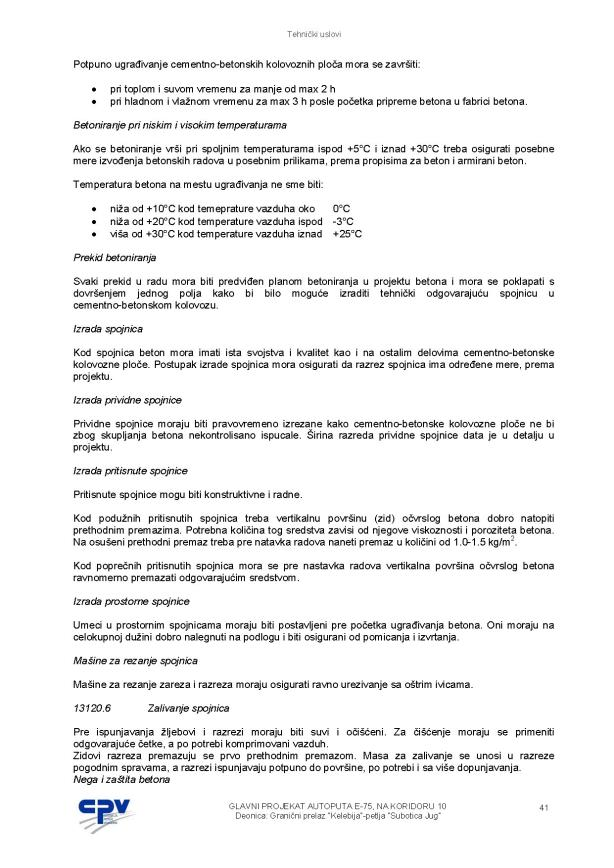 Tehnički uslovi
Potpuno ugrađivanje cementno-betonskih kolovoznih ploča mora se završiti:
• pri toplom i suvom vremenu za manje od max 2 h
• pri hladnom i vlažnom vremenu za max 3 h posle početka pripreme betona u fabrici betona.
Betoniranje pri niskim i visokim temperaturama
Ako se betoniranje vrši pri spoljnim temperaturama ispod +5°C i iznad +30°C treba osigurati posebne
mere izvođenja betonskih radova u posebnim prilikama, prema propisima za beton i armirani beton.
Temperatura betona na mestu ugrađivanja ne sme biti:
• niža od +10°C kod temeprature vazduha oko 0°C
• niža od +20°C kod temperature vazduha ispod -3°C
• viša od +30°C kod temperature vazduha iznad +25°C
Prekid betoniranja
Svaki prekid u radu mora biti predviđen planom betoniranja u projektu betona i mora se poklapati s
dovršenjem jednog polja kako bi bilo moguće izraditi tehnički odgovarajuću spojnicu u
cementno-betonskom kolovozu.
Izrada spojnica
Kod spojnica beton mora imati ista svojstva i kvalitet kao i na ostalim delovima cementno-betonske
kolovozne ploče. Postupak izrade spojnica mora osigurati da razrez spojnica ima određene mere, prema
projektu.
Izrada prividne spojnice
Prividne spojnice moraju biti pravovremeno izrezane kako cementno-betonske kolovozne ploče ne bi
zbog skupljanja betona nekontrolisano ispucale. Širina razreda prividne spojnice data je u detalju u
projektu.
Izrada pritisnute spojnice
Pritisnute spojnice mogu biti konstruktivne i radne.
Kod podužnih pritisnutih spojnica treba vertikalnu površinu (zid) očvrslog betona dobro natopiti
prethodnim premazima. Potrebna količina tog sredstva zavisi od njegove viskoznosti i poroziteta betona.
Na osušeni prethodni premaz treba pre natavka radova naneti premaz u količini od 1.0-1.5 kg/m².
Kod poprečnih pritisnutih spojnica mora se pre nastavka radova vertikalna površina očvrslog betona
ravnomerno premazati odgovarajućim sredstvom.
Izrada prostorne spojnice
Umeci u prostornim spojnicama moraju biti postavljeni pre početka ugrađivanja betona. Oni moraju na
celokupnoj dužini dobro nalegnuti na podlogu i biti osigurani od pomicanja i izvrtanja.
Mašine za rezanje spojnica
Mašine za rezanje zareza i razreza moraju osigurati ravno urezivanje sa oštrim ivicama.
13120.6 Zalivanje spojnica
Pre ispunjavanja žljebovi i razrezi moraju biti suvi i očišćeni. Za čišćenje moraju se primeniti
odgovarajuće četke, a po potrebi komprimovani vazduh.
Zidovi razreza premazuju se prvo prethodnim premazom. Masa za zalivanje se unosi u razreze
pogodnim spravama, a razrezi ispunjavaju potpuno do površine, po potrebi i sa više dopunjavanja.
Nega i zaštita betona
CPV
GLAVNI PROJEKAT AUTOPUTA E-75, NA KORIDORU 10
Deonica: Granični prelaz "Kelebija"-petlja "Subotica Jug"
41